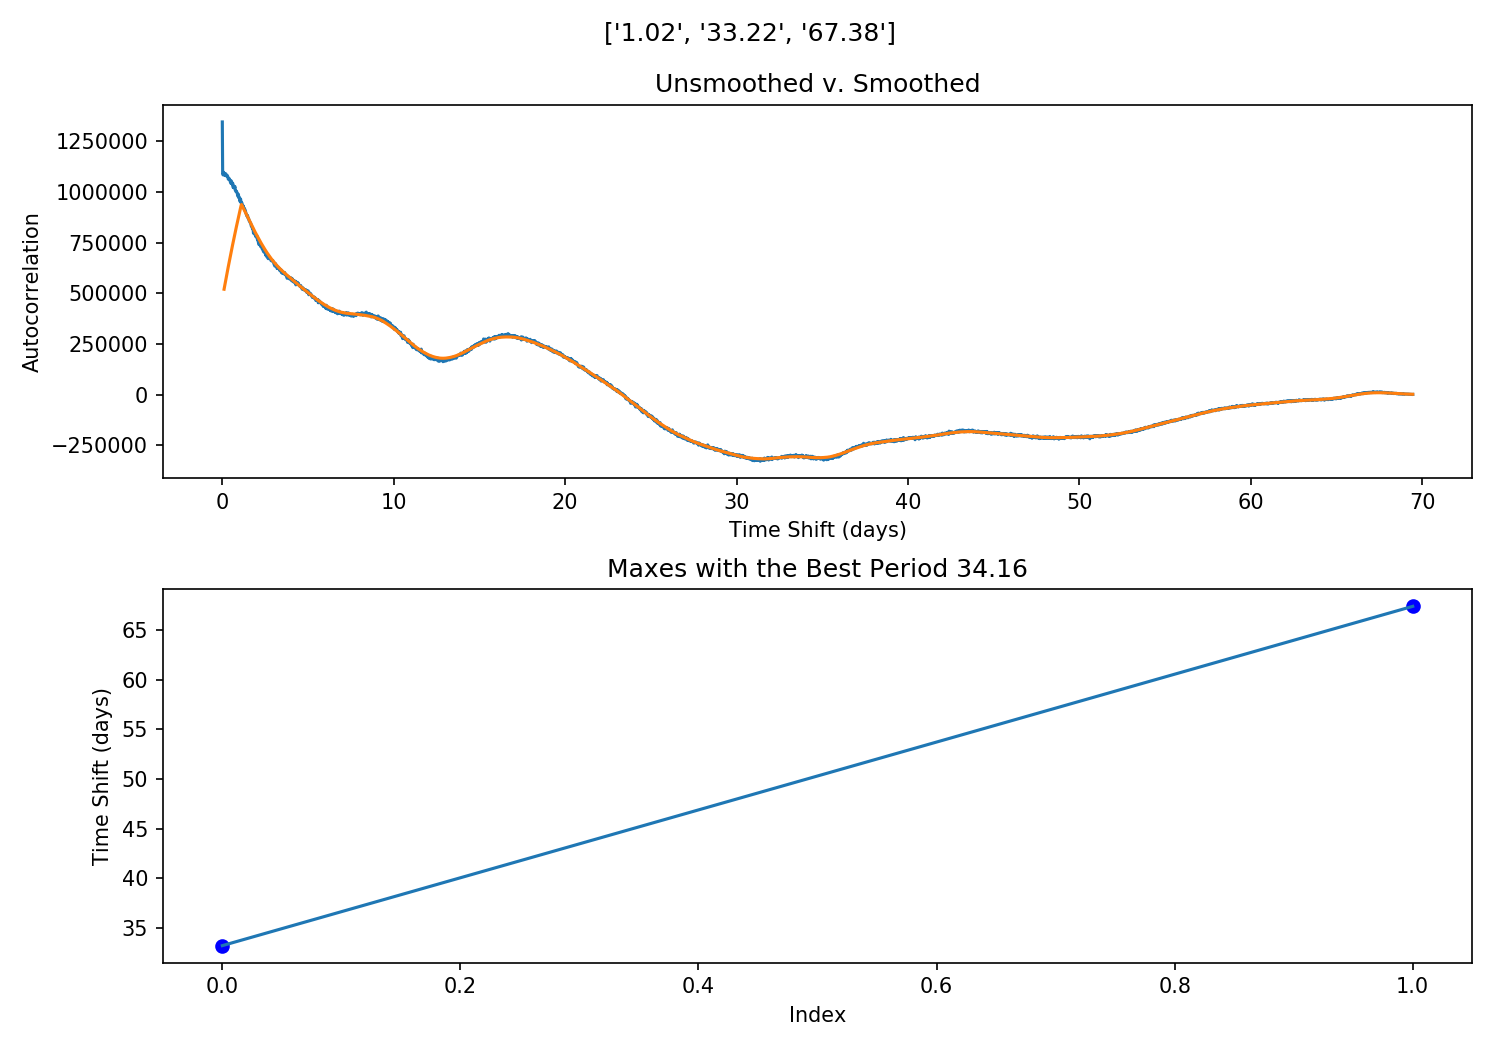 ['1.02', '33.22', '67.38']
Unsmoothed v. Smoothed
1250000
1000000
750000
500000
250000
0
−250000
Autocorrelation
0 10 20 30 40 50 60 70
Time Shift (days)
Maxes with the Best Period 34.16
65
60
55
50
45
40
35
Time Shift (days)
0.0 0.2 0.4 0.6 0.8 1.0
Index